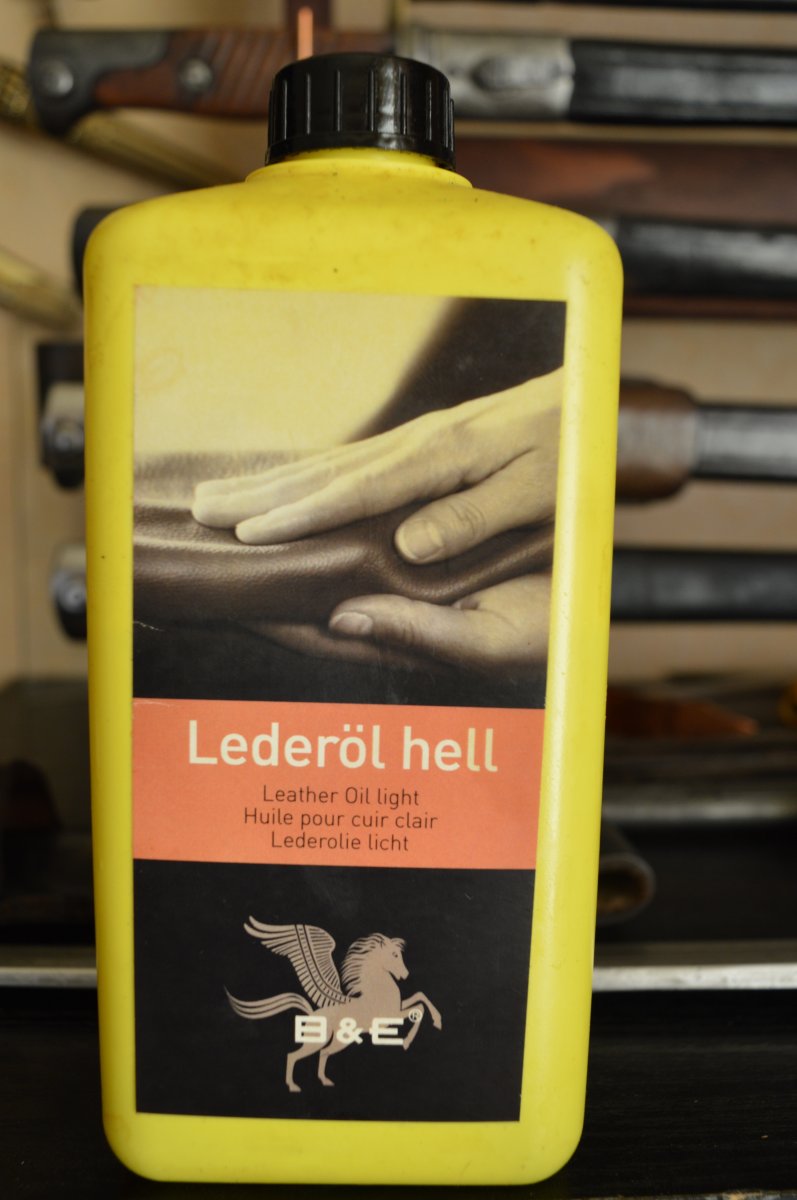 Lederöl hell
Leather Oil light
Huile pour cuir clair
Lederolie licht
B&E®